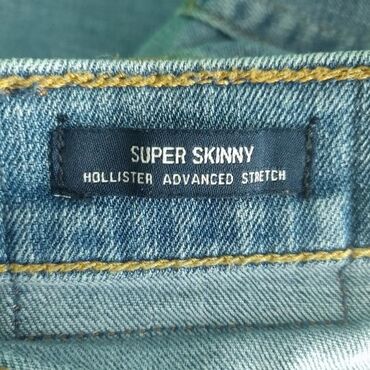 SUPER SKINNY
HOLLISTER ADVANCED STRETCH